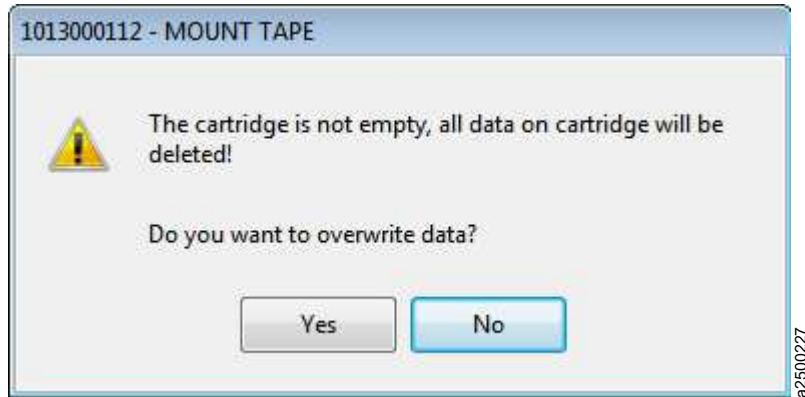 1013000112 - MOUNT TAPE
The cartridge is not empty, all data on cartridge will be
deleted!
Do you want to overwrite data?
Yes
No
a2500227